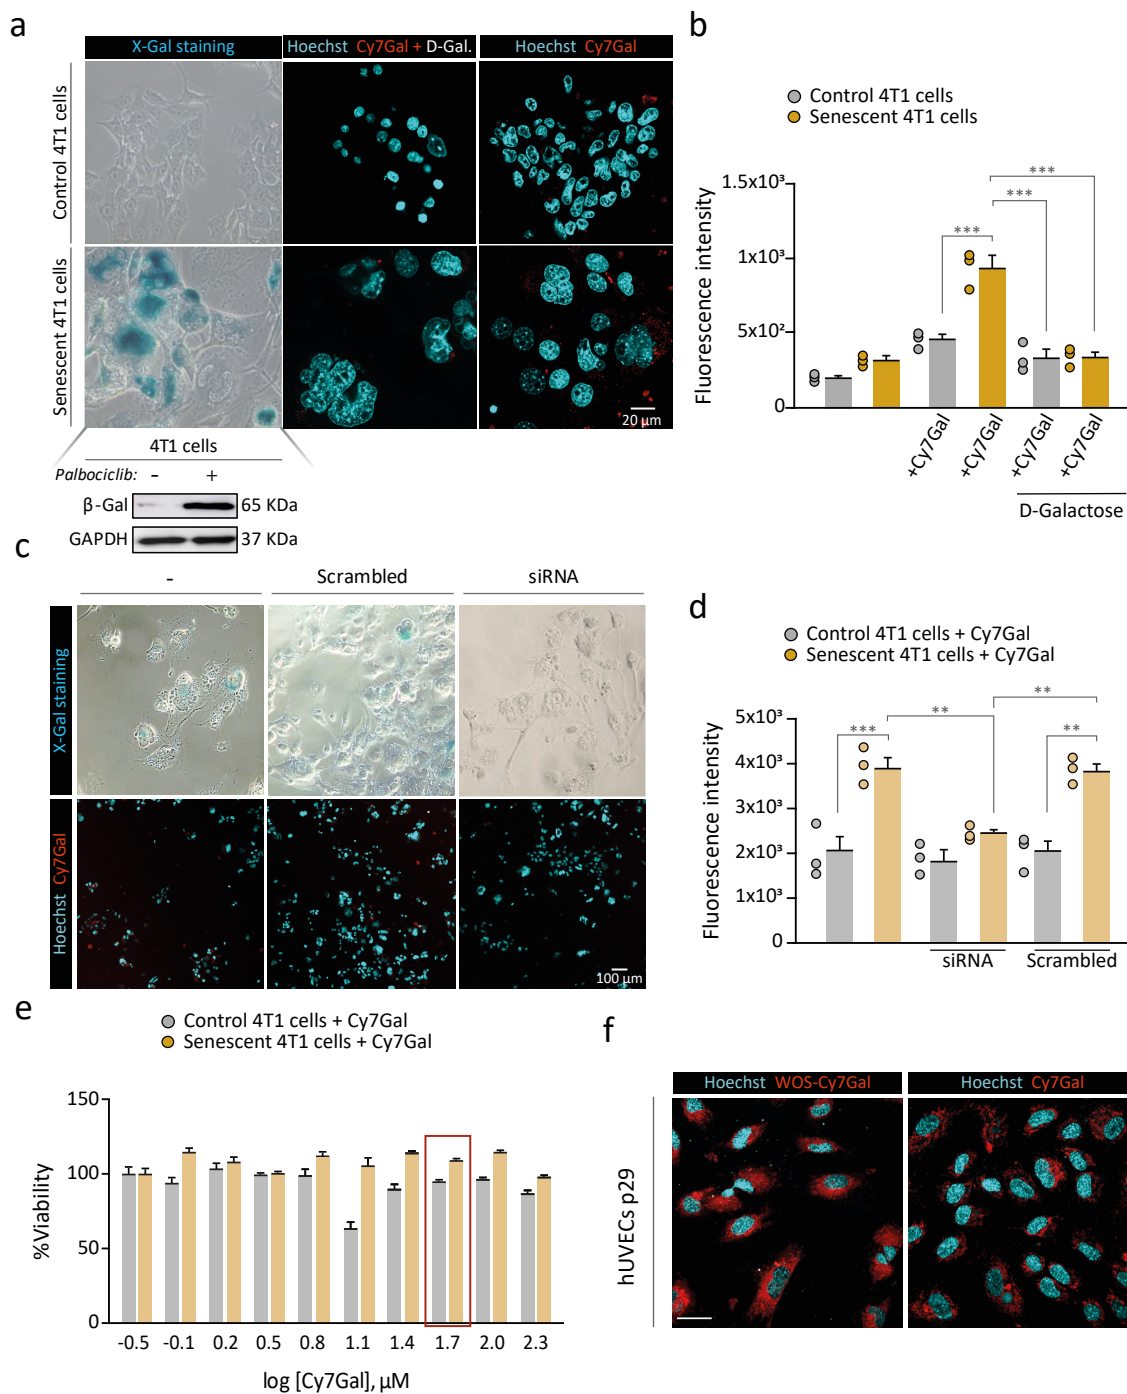 a
X-Gal staining
Hoechst Cy7Gal + D-Gal.
Hoechst Cy7Gal
Control 4T1 cells
Senescent 4T1 cells
20 µm
4T1 cells
Palbociclib: - +
β-Gal 65 KDa
GAPDH 37 KDa
b
Control 4T1 cells
Senescent 4T1 cells
Fluorescence intensity
1.5x10³
1x10³
5x10²
0
***
***
***
+Cy7Gal
+Cy7Gal
+Cy7Gal
+Cy7Gal
D-Galactose
c
- Scrambled siRNA
X-Gal staining
Hoechst Cy7Gal
100 µm
d
Control 4T1 cells + Cy7Gal
Senescent 4T1 cells + Cy7Gal
Fluorescence intensity
5x10³
4x10³
3x10³
2x10³
1x10³
0
***
**
**
**
siRNA Scrambled
e
Control 4T1 cells + Cy7Gal
Senescent 4T1 cells + Cy7Gal
%Viability
150
100
50
0
-0.5 -0.1 0.2 0.5 0.8 1.1 1.4 1.7 2.0 2.3
log [Cy7Gal], µM
f
Hoechst WOS-Cy7Gal
Hoechst Cy7Gal
hUVECs p29